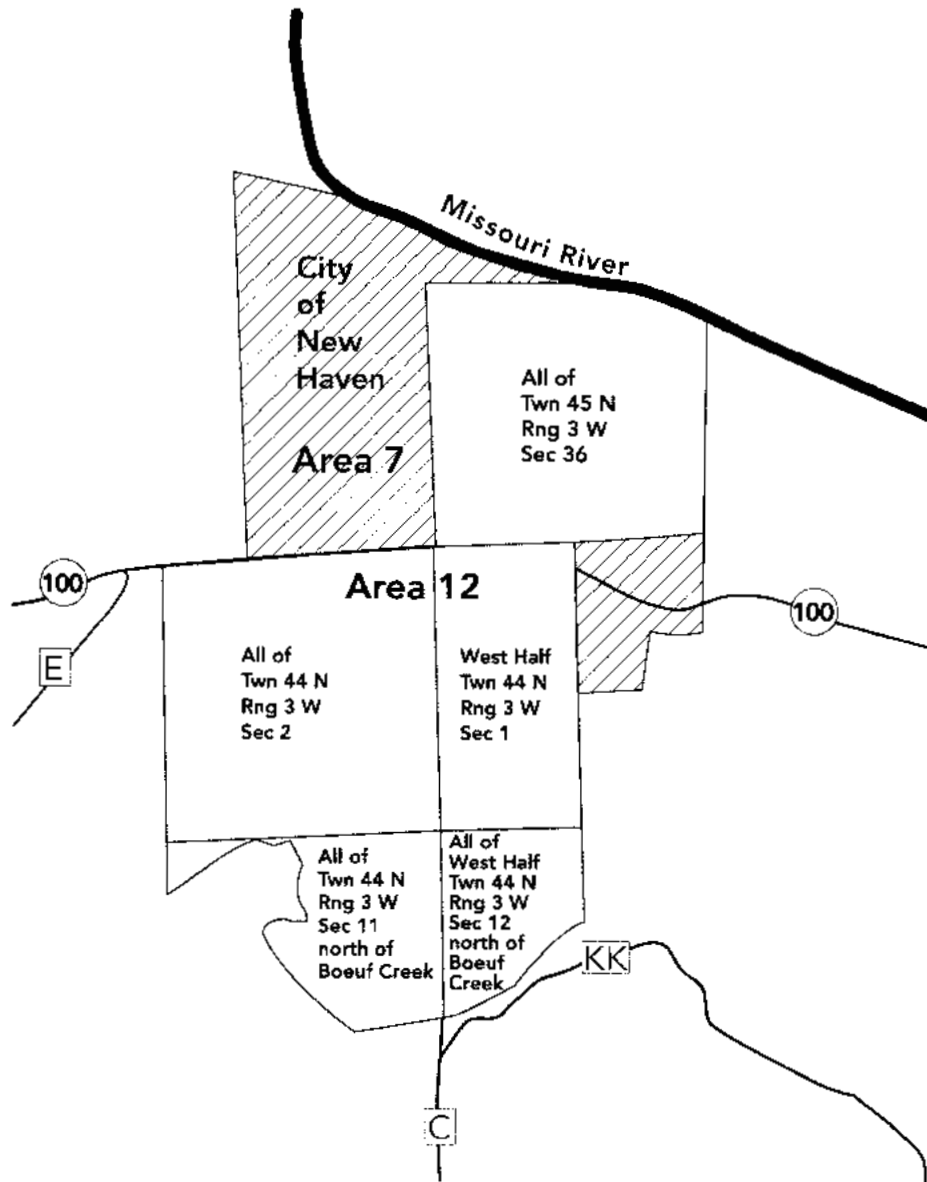 Missouri River
City
of
New
Haven
Area 7
All of
Twn 45 N
Rng 3 W
Sec 36
100
Area 12
100
E
All of
Twn 44 N
Rng 3 W
Sec 2
West Half
Twn 44 N
Rng 3 W
Sec 1
All of
Twn 44 N
Rng 3 W
Sec 11
north of
Boeuf Creek
All of
West Half
Twn 44 N
Rng 3 W
Sec 12
north of
Boeuf
Creek
KK
C